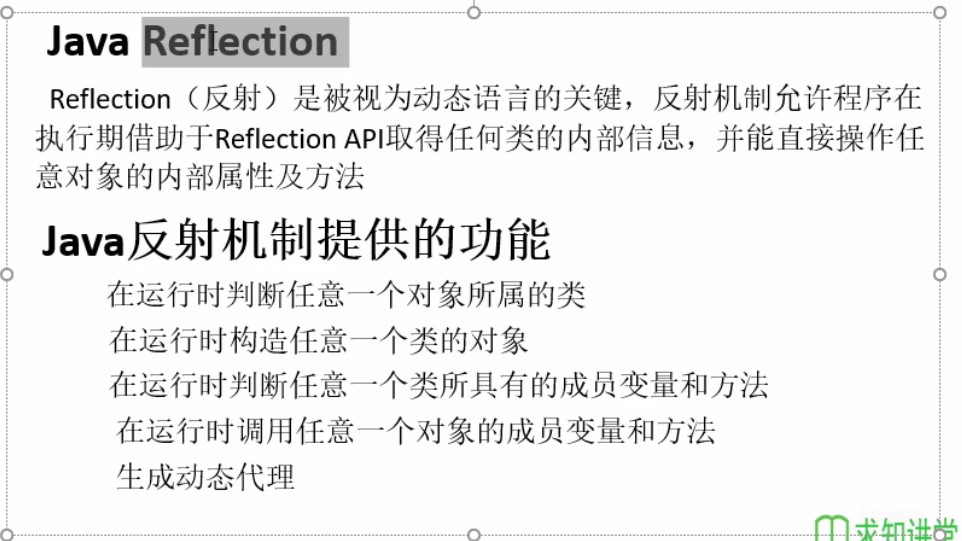 Java Reflection
Reflection（反射）是被视为动态语言的关键，反射机制允许程序在
执行期借助于Reflection API取得任何类的内部信息，并能直接操作任
意对象的内部属性及方法
Java反射机制提供的功能
在运行时判断任意一个对象所属的类
在运行时构造任意一个类的对象
在运行时判断任意一个类所具有的成员变量和方法
在运行时调用任意一个对象的成员变量和方法
生成动态代理
求知讲堂